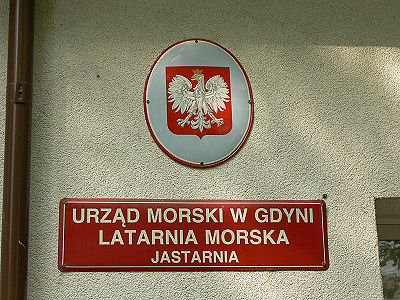 URZĄD MORSKI W GDYNI
LATARNIA MORSKA
JASTARNIA